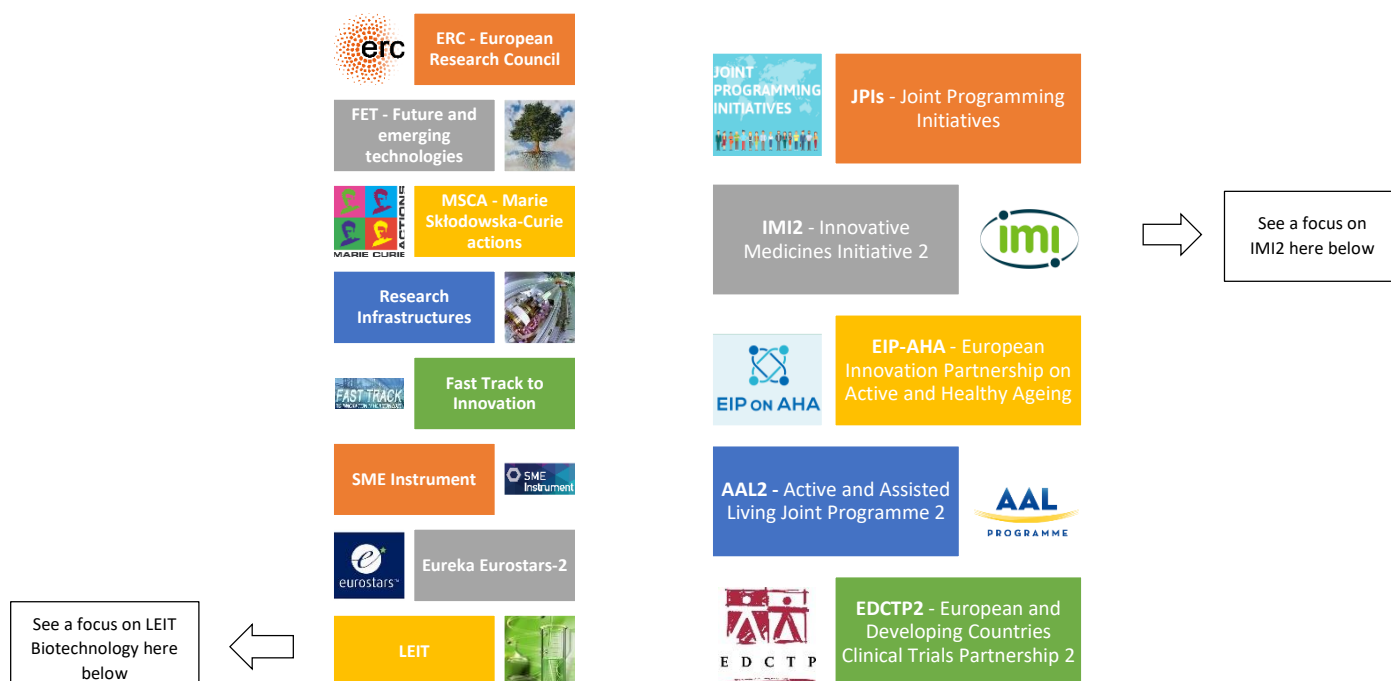 erc
ERC - European
Research Council
FET - Future and
emerging
technologies
MARIE CURIE
ACTIONS
MSCA - Marie
Skłodowska-Curie
actions
Research
Infrastructures
FAST TRACK
Fast Track to
Innovation
SME Instrument
SME
Instrument
eurostars™
Eureka Eurostars-2
See a focus on LEIT
Biotechnology here
below
LEIT
JOINT
PROGRAMMING
INITIATIVES
JPIs - Joint Programming
Initiatives
IMI2 - Innovative
Medicines Initiative 2
imi
See a focus on
IMI2 here below
EIP ON AHA
EIP-AHA - European
Innovation Partnership on
Active and Healthy Ageing
AAL2 - Active and Assisted
Living Joint Programme 2
AAL
PROGRAMME
EDCTP
EDCTP2 - European and
Developing Countries
Clinical Trials Partnership 2